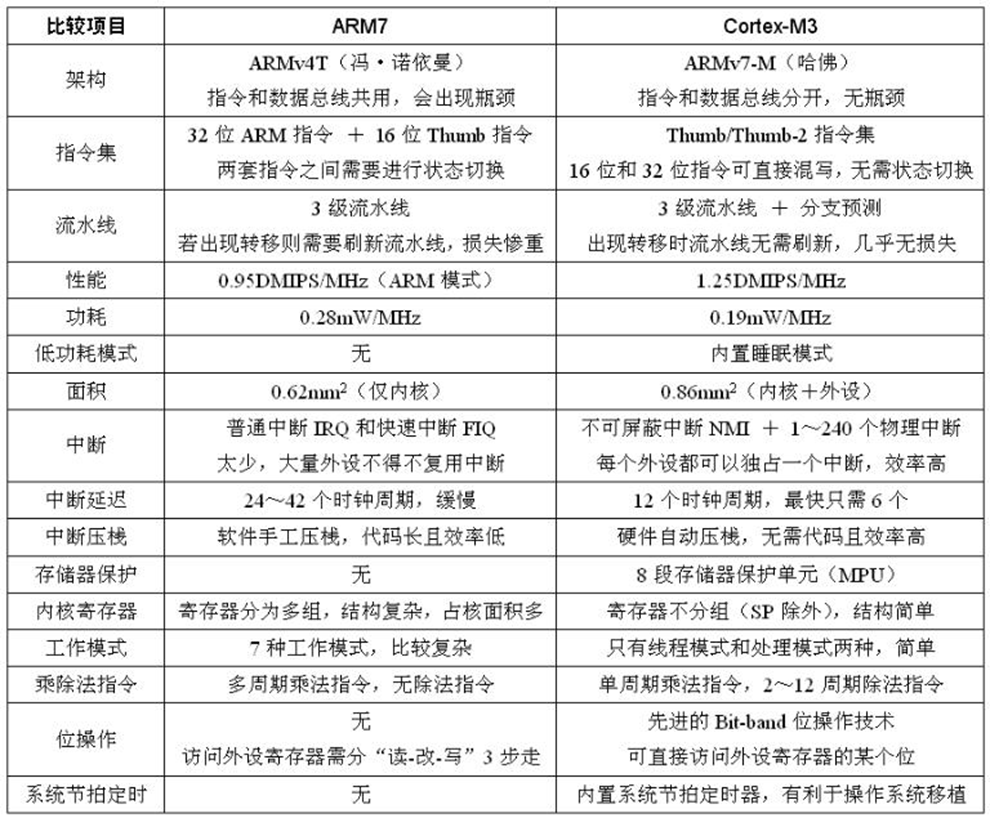 比较项目 ARM7 Cortex-M3
架构 ARMv4T（冯·诺依曼） ARMv7-M（哈佛）
指令和数据总线共用，会出现瓶颈 指令和数据总线分开，无瓶颈
指令集 32 位 ARM 指令 ＋ 16 位 Thumb 指令 Thumb/Thumb-2 指令集
两套指令之间需要进行状态切换 16 位和 32 位指令可直接混写，无需状态切换
流水线 3 级流水线 3 级流水线 ＋ 分支预测
若出现转移则需要刷新流水线，损失惨重 出现转移时流水线无需刷新，几乎无损失
性能 0.95DMIPS/MHz（ARM 模式） 1.25DMIPS/MHz
功耗 0.28mW/MHz 0.19mW/MHz
低功耗模式 无 内置睡眠模式
面积 0.62mm²（仅内核） 0.86mm²（内核＋外设）
中断 普通中断 IRQ 和快速中断 FIQ 不可屏蔽中断 NMI ＋ 1～240 个物理中断
太少，大量外设不得不复用中断 每个外设都可以独占一个中断，效率高
中断延迟 24～42 个时钟周期，缓慢 12 个时钟周期，最快只需 6 个
中断压栈 软件手工压栈，代码长且效率低 硬件自动压栈，无需代码且效率高
存储器保护 无 8 段存储器保护单元（MPU）
内核寄存器 寄存器分为多组，结构复杂，占核面积多 寄存器不分组（SP 除外），结构简单
工作模式 7 种工作模式，比较复杂 只有线程模式和处理模式两种，简单
乘除法指令 多周期乘法指令，无除法指令 单周期乘法指令，2～12 周期除法指令
位操作 无 先进的 Bit-band 位操作技术
访问外设寄存器需分“读-改-写”3 步走 可直接访问外设寄存器的某个位
系统节拍定时 无 内置系统节拍定时器，有利于操作系统移植